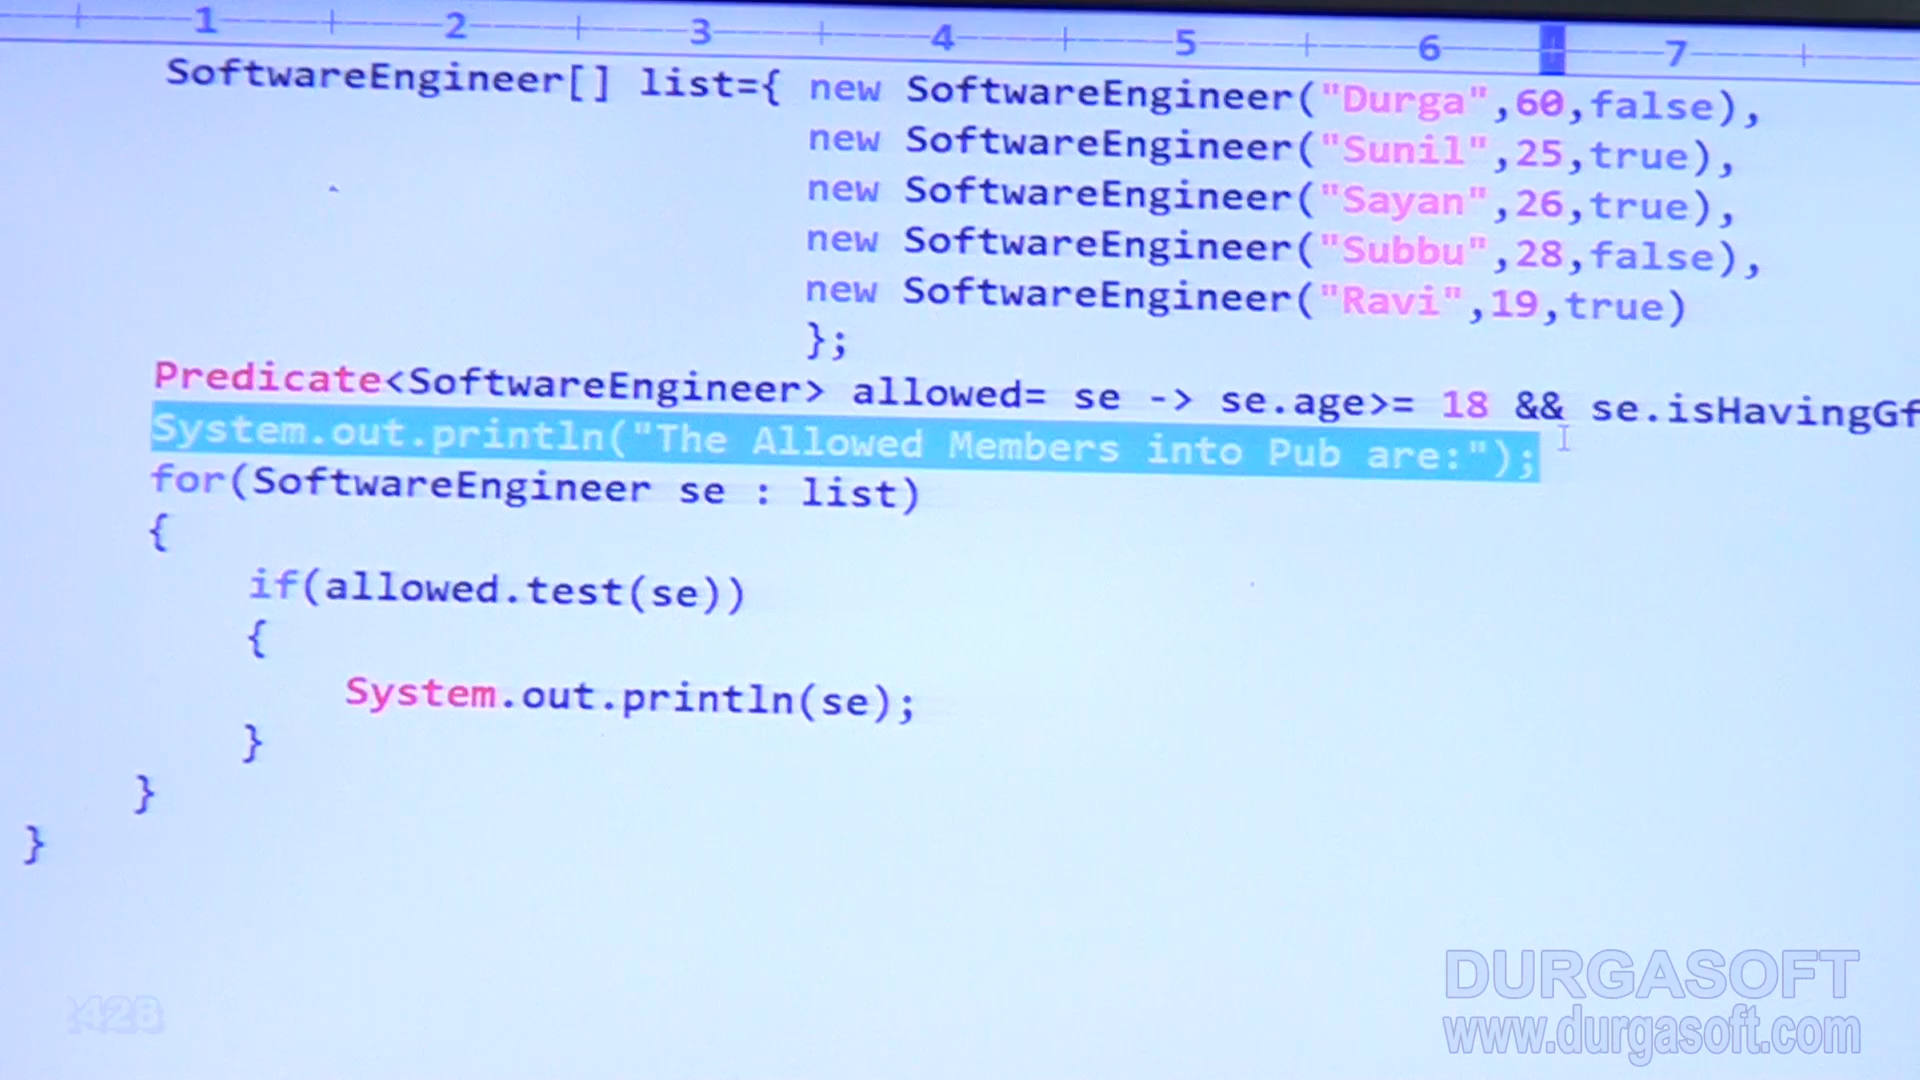 1 2 3 4 5 6 7
SoftwareEngineer[] list={ new SoftwareEngineer("Durga",60,false),
new SoftwareEngineer("Sunil",25,true),
new SoftwareEngineer("Sayan",26,true),
new SoftwareEngineer("Subbu",28,false),
new SoftwareEngineer("Ravi",19,true)
};
Predicate<SoftwareEngineer> allowed= se -> se.age>= 18 && se.isHavingGf
System.out.println("The Allowed Members into Pub are:");
for(SoftwareEngineer se : list)
{
if(allowed.test(se))
{
System.out.println(se);
}
}
}
DURGASOFT
www.durgasoft.com